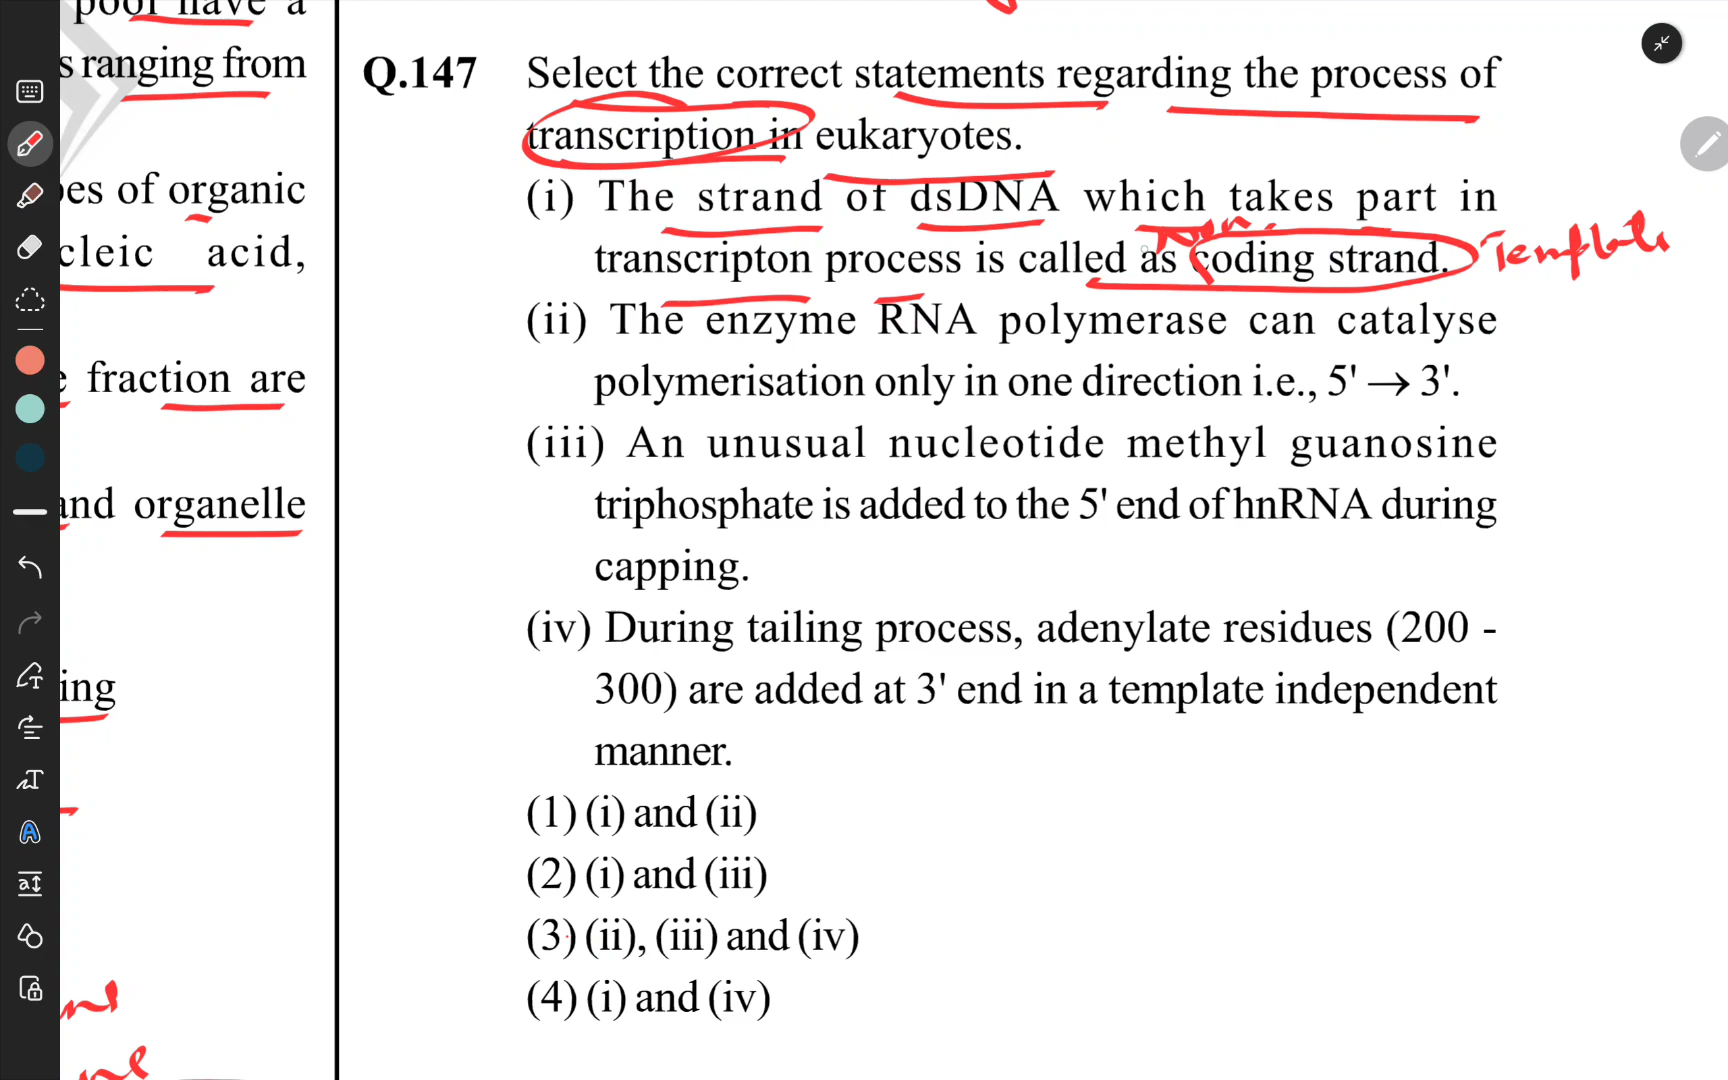 pool have a
s ranging from
es of organic
cleic acid,
fraction are
and organelle
ing
Q.147 Select the correct statements regarding the process of
transcription in eukaryotes.
(i) The strand of dsDNA which takes part in
Non
transcripton process is called as coding strand. Template
(ii) The enzyme RNA polymerase can catalyse
polymerisation only in one direction i.e., 5' → 3'.
(iii) An unusual nucleotide methyl guanosine
triphosphate is added to the 5' end of hnRNA during
capping.
(iv) During tailing process, adenylate residues (200 -
300) are added at 3' end in a template independent
manner.
(1) (i) and (ii)
(2) (i) and (iii)
(3) (ii), (iii) and (iv)
(4) (i) and (iv)